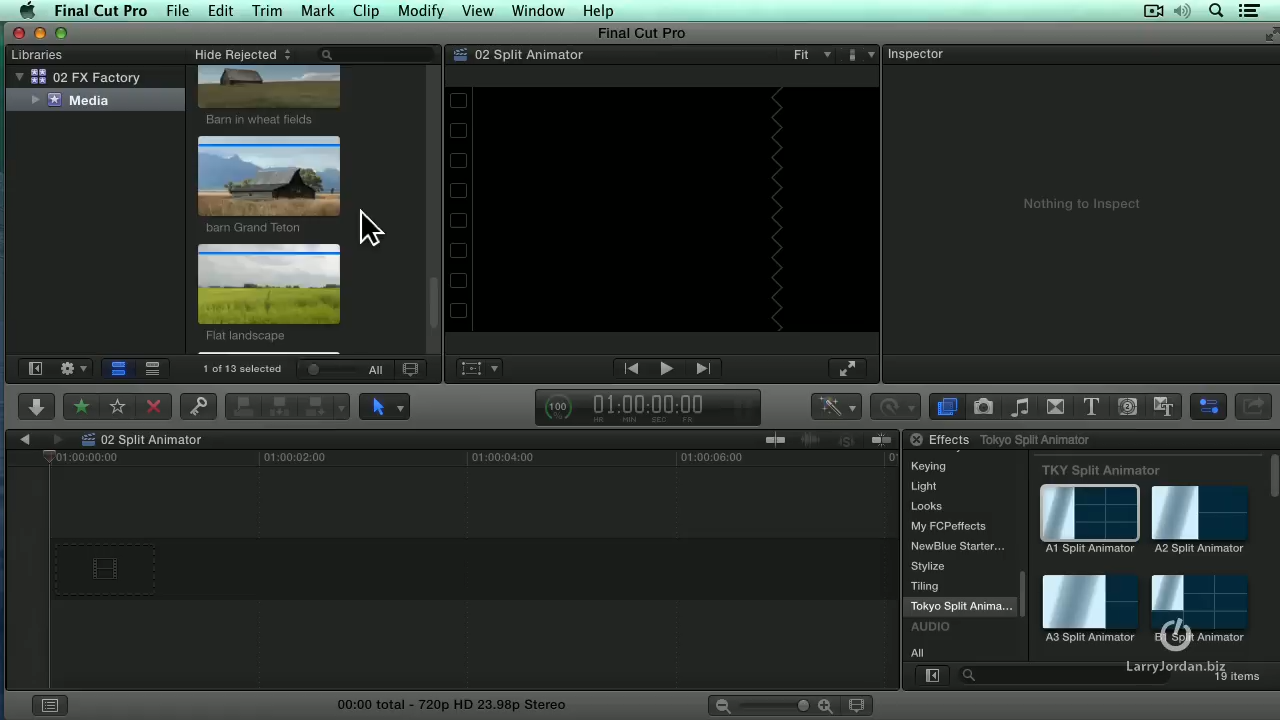 Final Cut Pro File Edit Trim Mark Clip Modify View Window Help
Final Cut Pro
Libraries
Hide Rejected
02 Split Animator
Fit
Inspector
02 FX Factory
Media
Barn in wheat fields
barn Grand Teton
Flat landscape
Nothing to Inspect
1 of 13 selected
All
100
01:00:00:00
HR MIN SEC FR
02 Split Animator
Effects
Tokyo Split Animator
01:00:00:00
01:00:02:00
01:00:04:00
01:00:06:00
Keying
Light
Looks
My FCPeffects
NewBlue Starter...
Stylize
Tiling
Tokyo Split Anima...
AUDIO
All
TKY Split Animator
A1 Split Animator
A2 Split Animator
A3 Split Animator
B1 Split Animator
LarryJordan.biz
19 items
00:00 total - 720p HD 23.98p Stereo